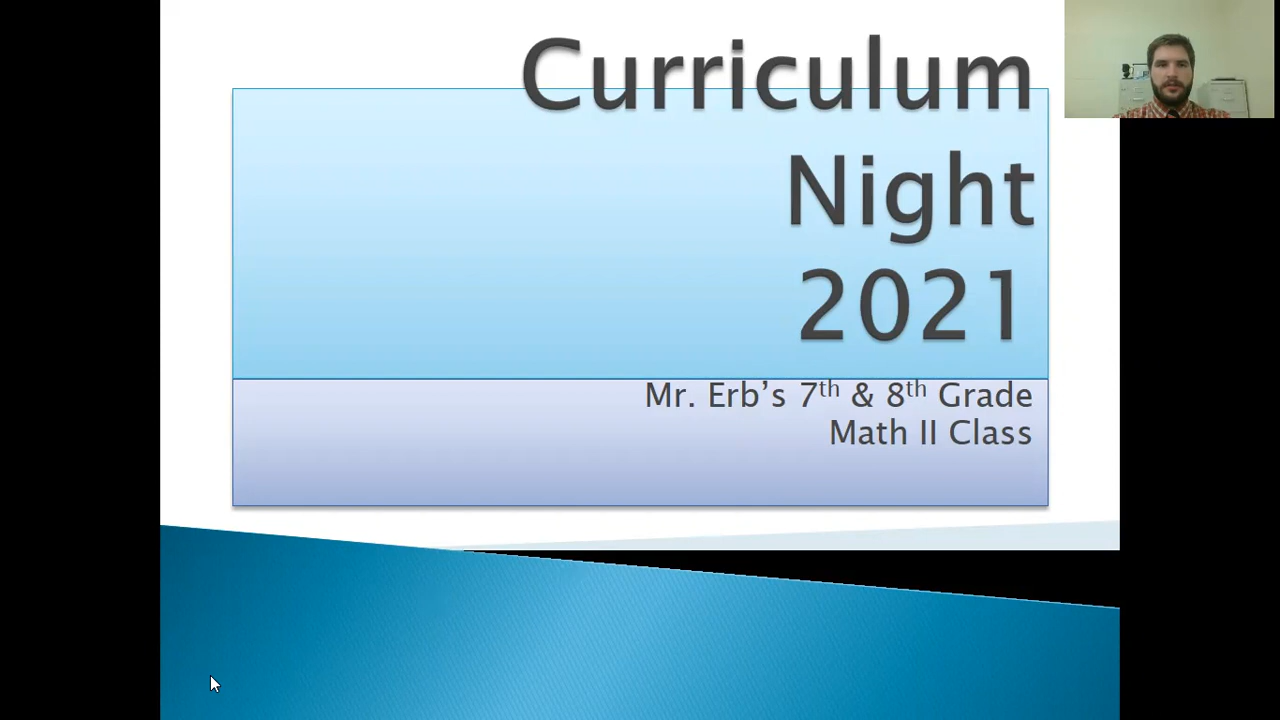 Curriculum
Night
2021
Mr. Erb’s 7th & 8th Grade
Math II Class